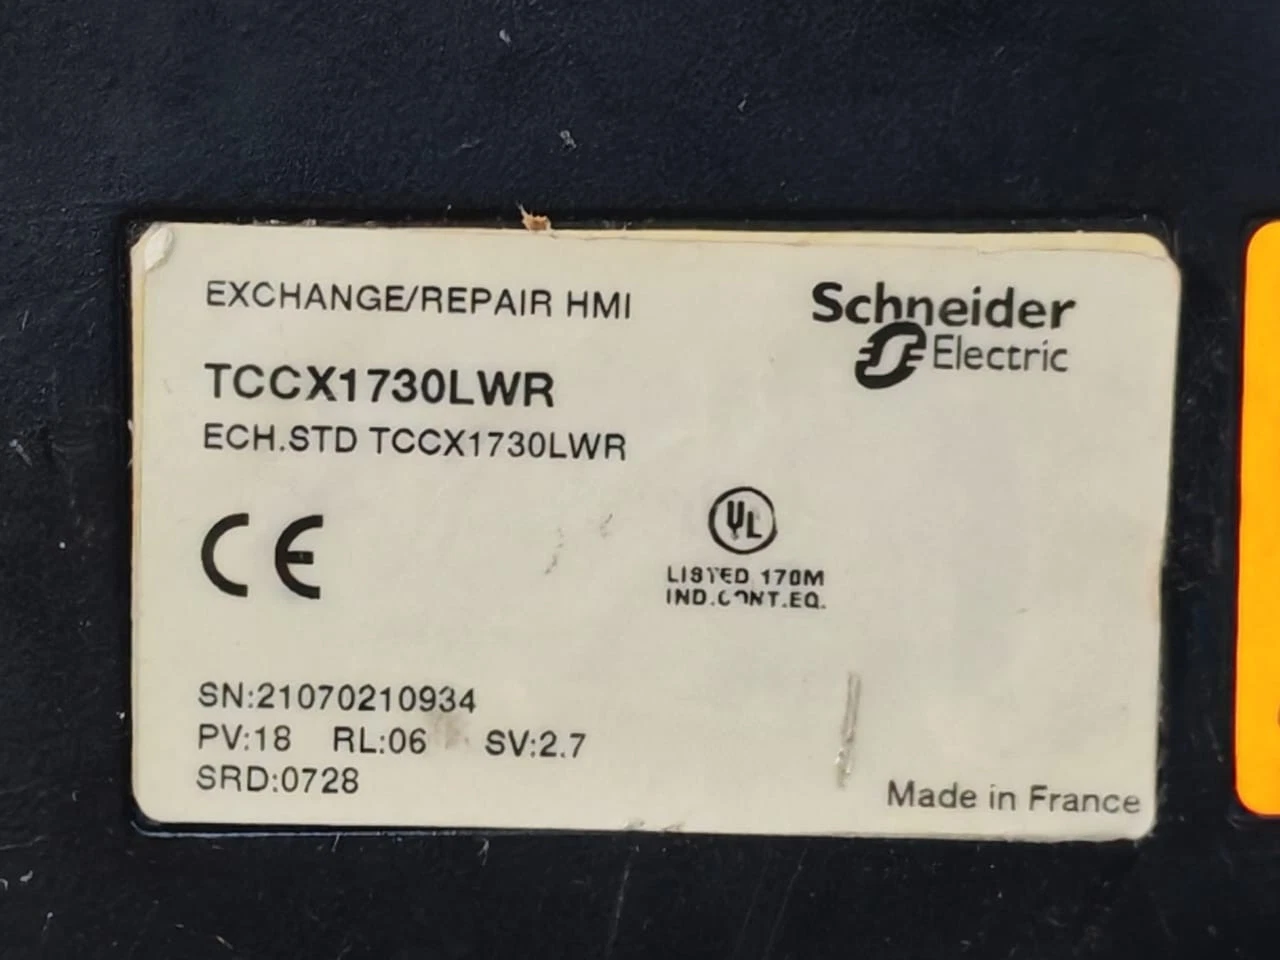 EXCHANGE/REPAIR HMI
Schneider
Electric
TCCX1730LWR
ECH.STD TCCX1730LWR
CE
UL
LISTED 170M
IND.CONT.EQ.
SN:21070210934
PV:18 RL:06 SV:2.7
SRD:0728
Made in France